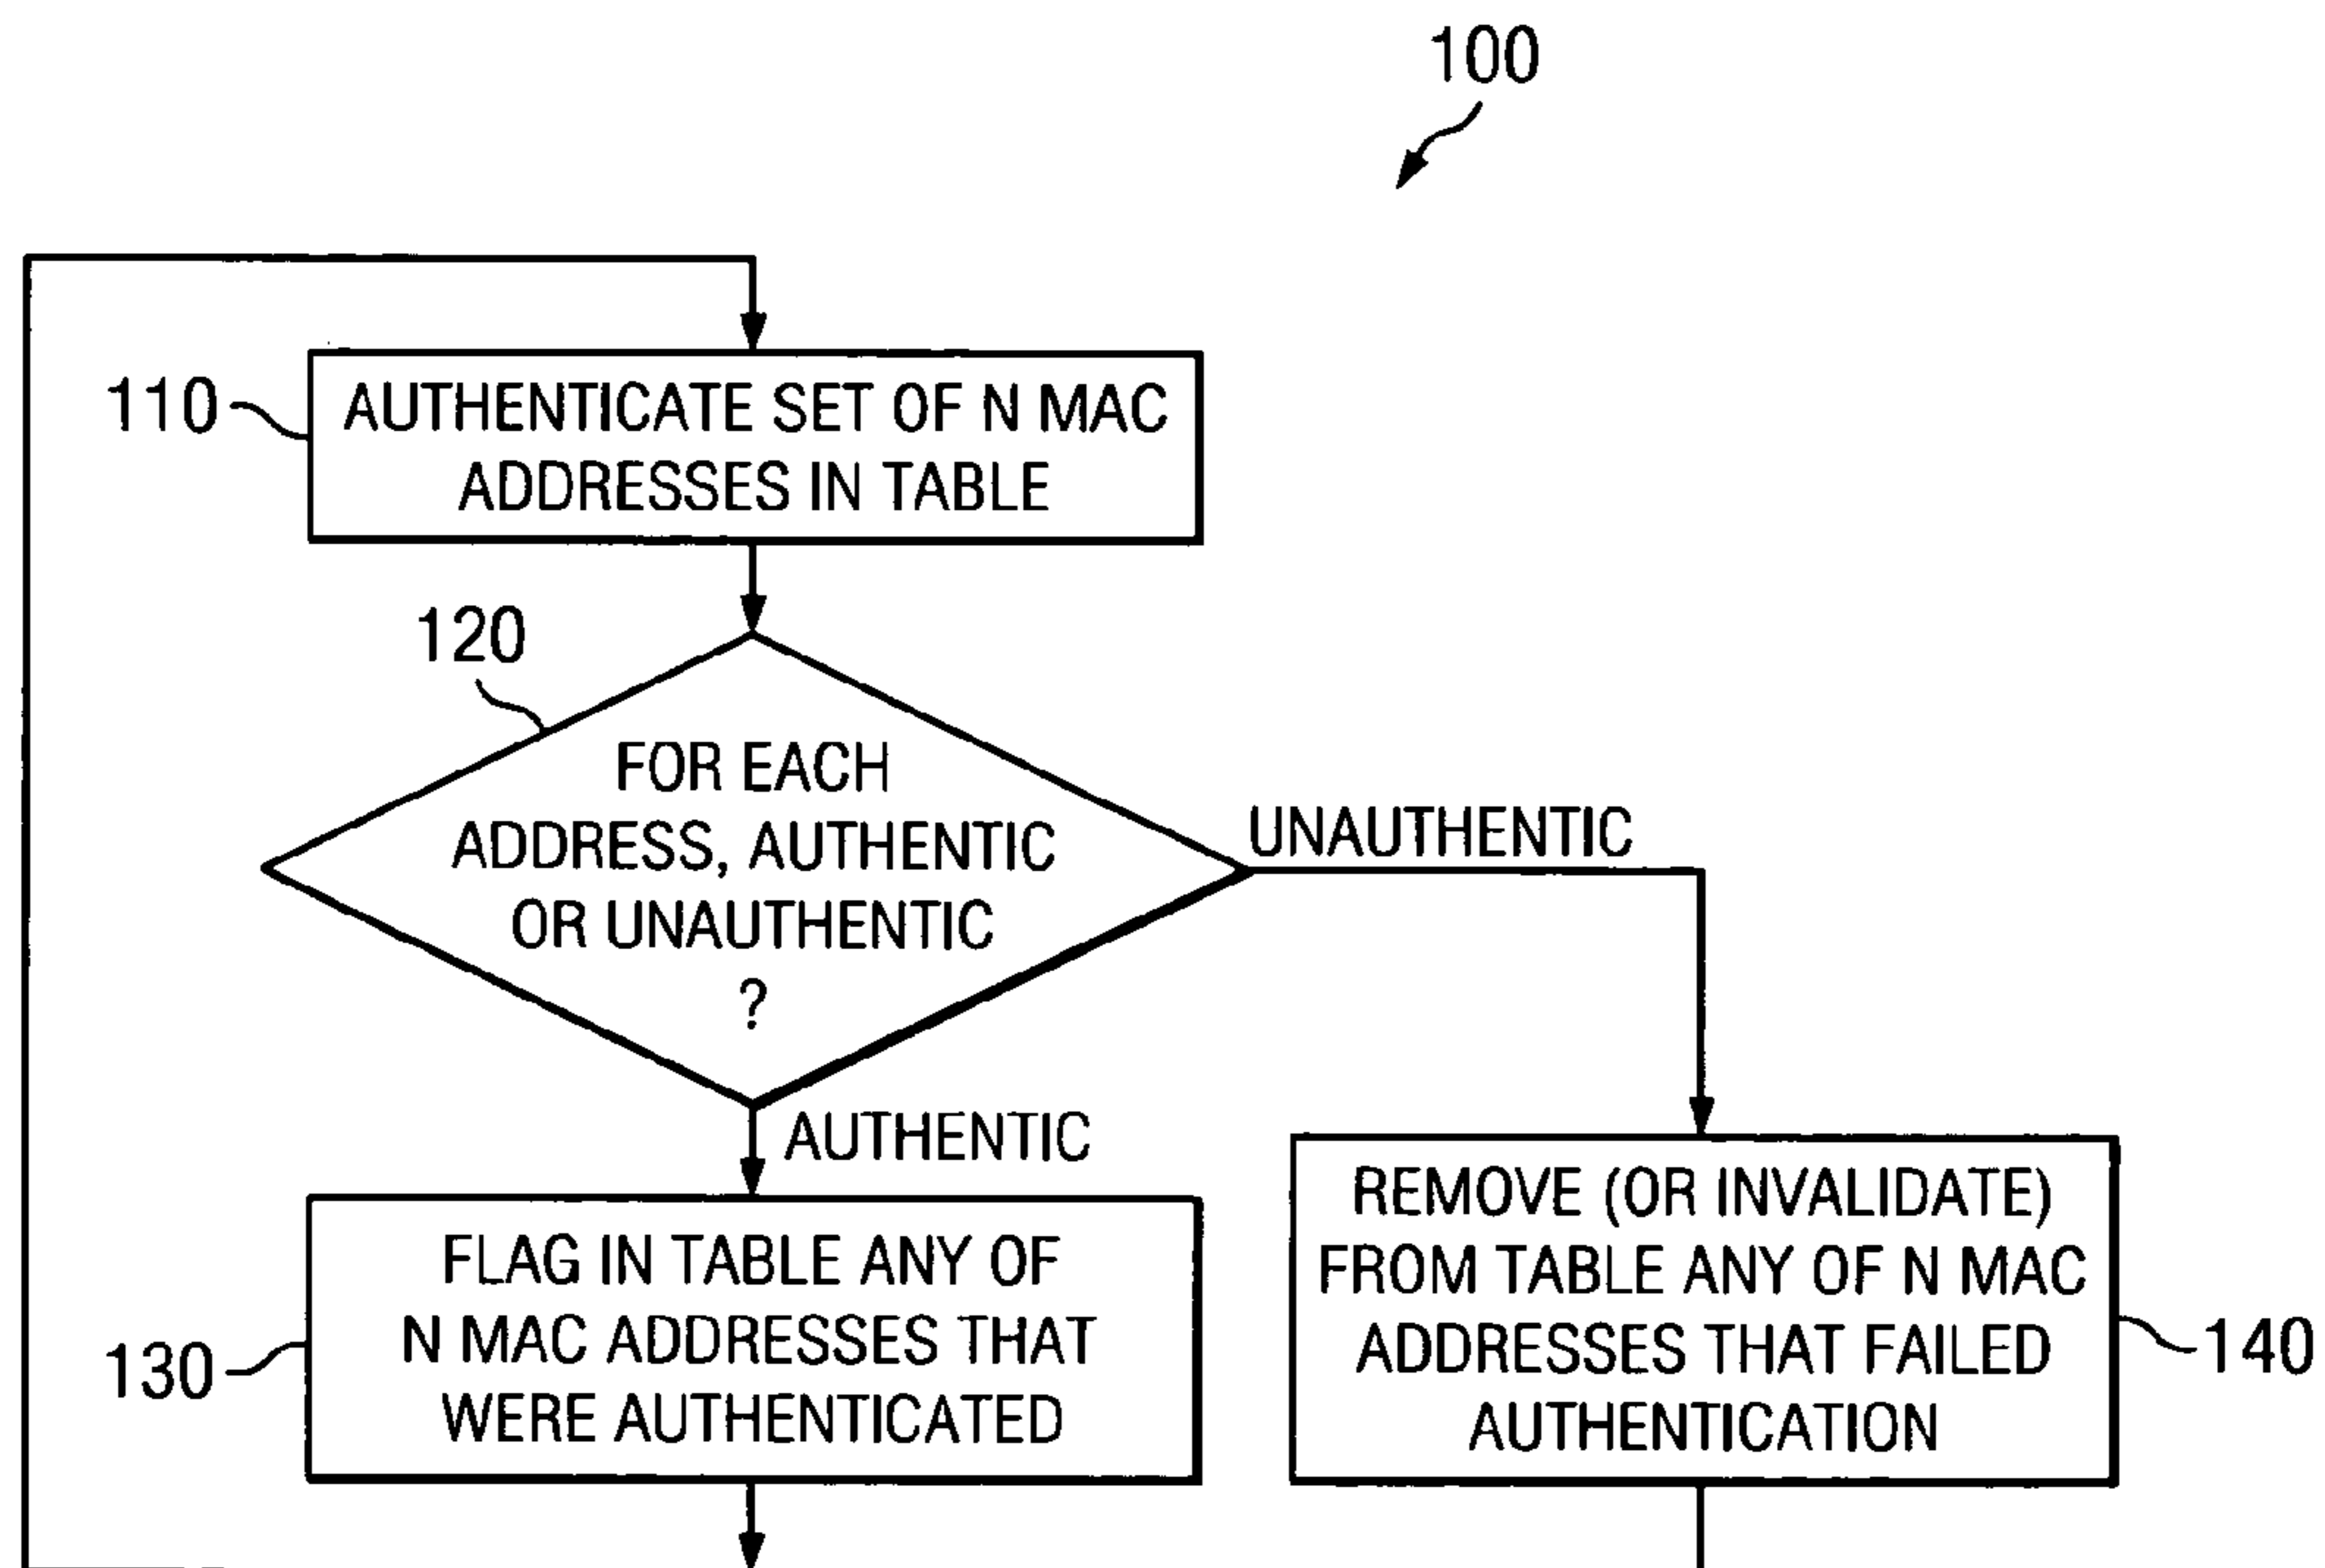 100
110
AUTHENTICATE SET OF N MAC
ADDRESSES IN TABLE
120
FOR EACH
ADDRESS, AUTHENTIC
OR UNAUTHENTIC
?
UNAUTHENTIC
AUTHENTIC
130
FLAG IN TABLE ANY OF
N MAC ADDRESSES THAT
WERE AUTHENTICATED
REMOVE (OR INVALIDATE)
FROM TABLE ANY OF N MAC
ADDRESSES THAT FAILED
AUTHENTICATION
140